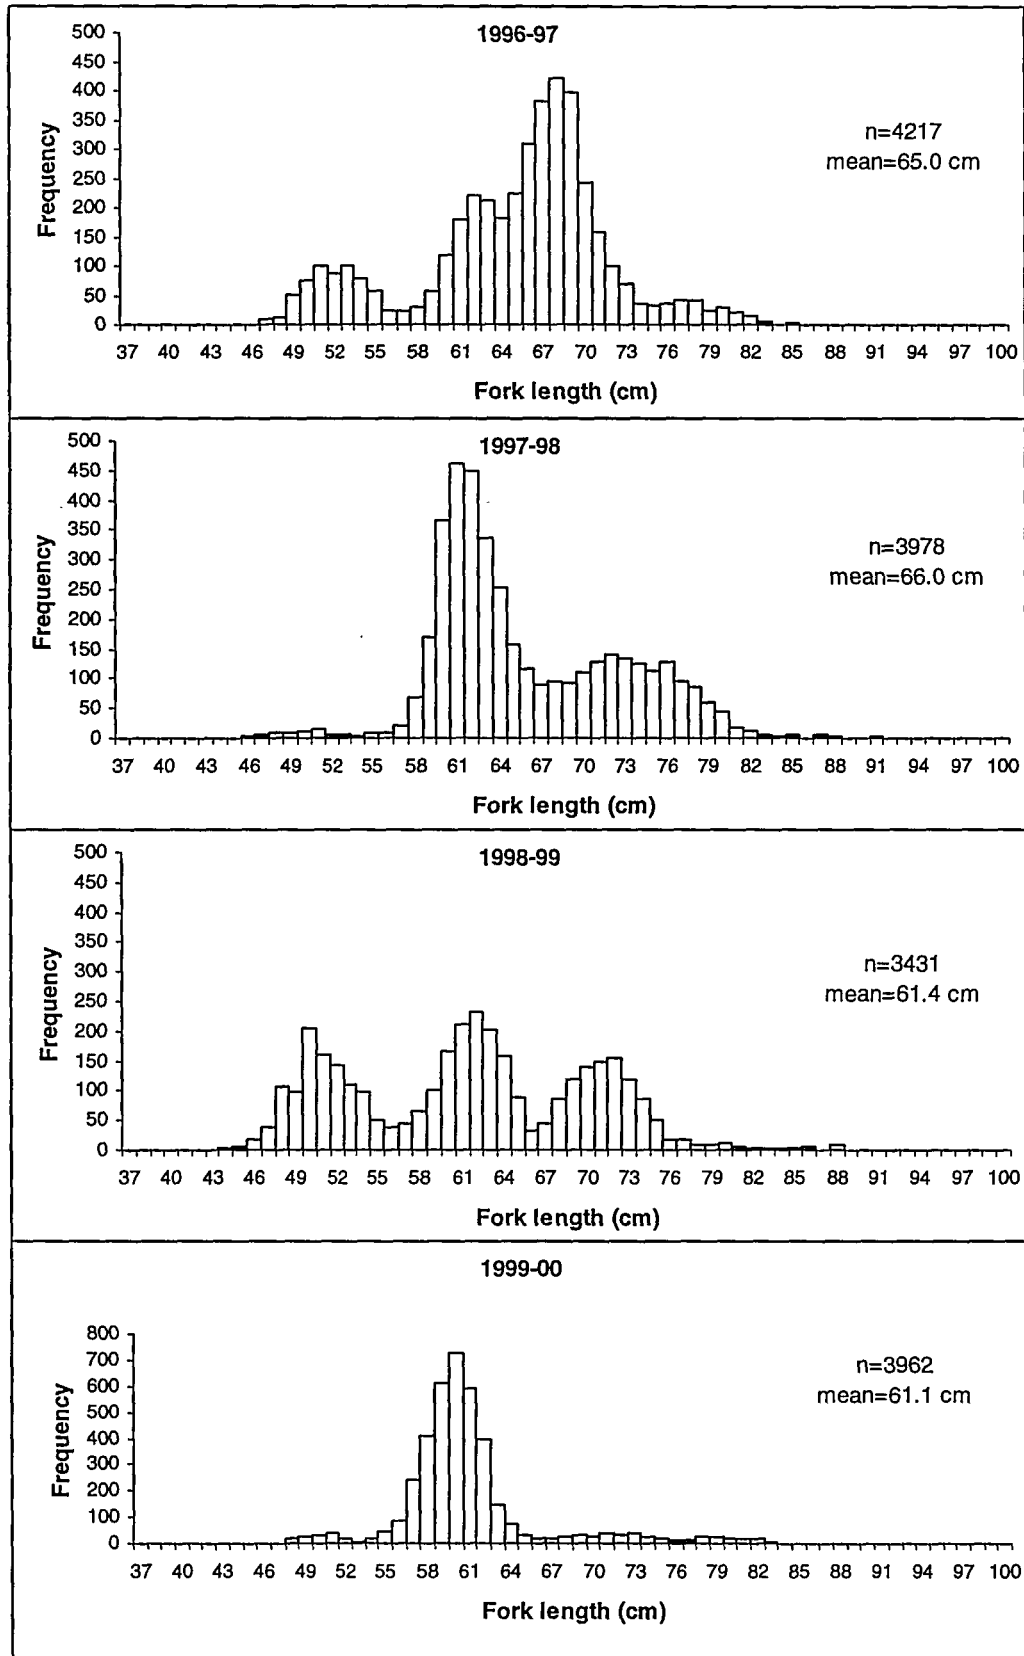 1996-97
500
450
400
350
300
250
200
150
100
50
0
Frequency
n=4217
mean=65.0 cm
37 40 43 46 49 52 55 58 61 64 67 70 73 76 79 82 85 88 91 94 97 100
Fork length (cm)
1997-98
500
450
400
350
300
250
200
150
100
50
0
Frequency
n=3978
mean=66.0 cm
37 40 43 46 49 52 55 58 61 64 67 70 73 76 79 82 85 88 91 94 97 100
Fork length (cm)
1998-99
500
450
400
350
300
250
200
150
100
50
0
Frequency
n=3431
mean=61.4 cm
37 40 43 46 49 52 55 58 61 64 67 70 73 76 79 82 85 88 91 94 97 100
Fork length (cm)
1999-00
800
700
600
500
400
300
200
100
0
Frequency
n=3962
mean=61.1 cm
37 40 43 46 49 52 55 58 61 64 67 70 73 76 79 82 85 88 91 94 97 100
Fork length (cm)